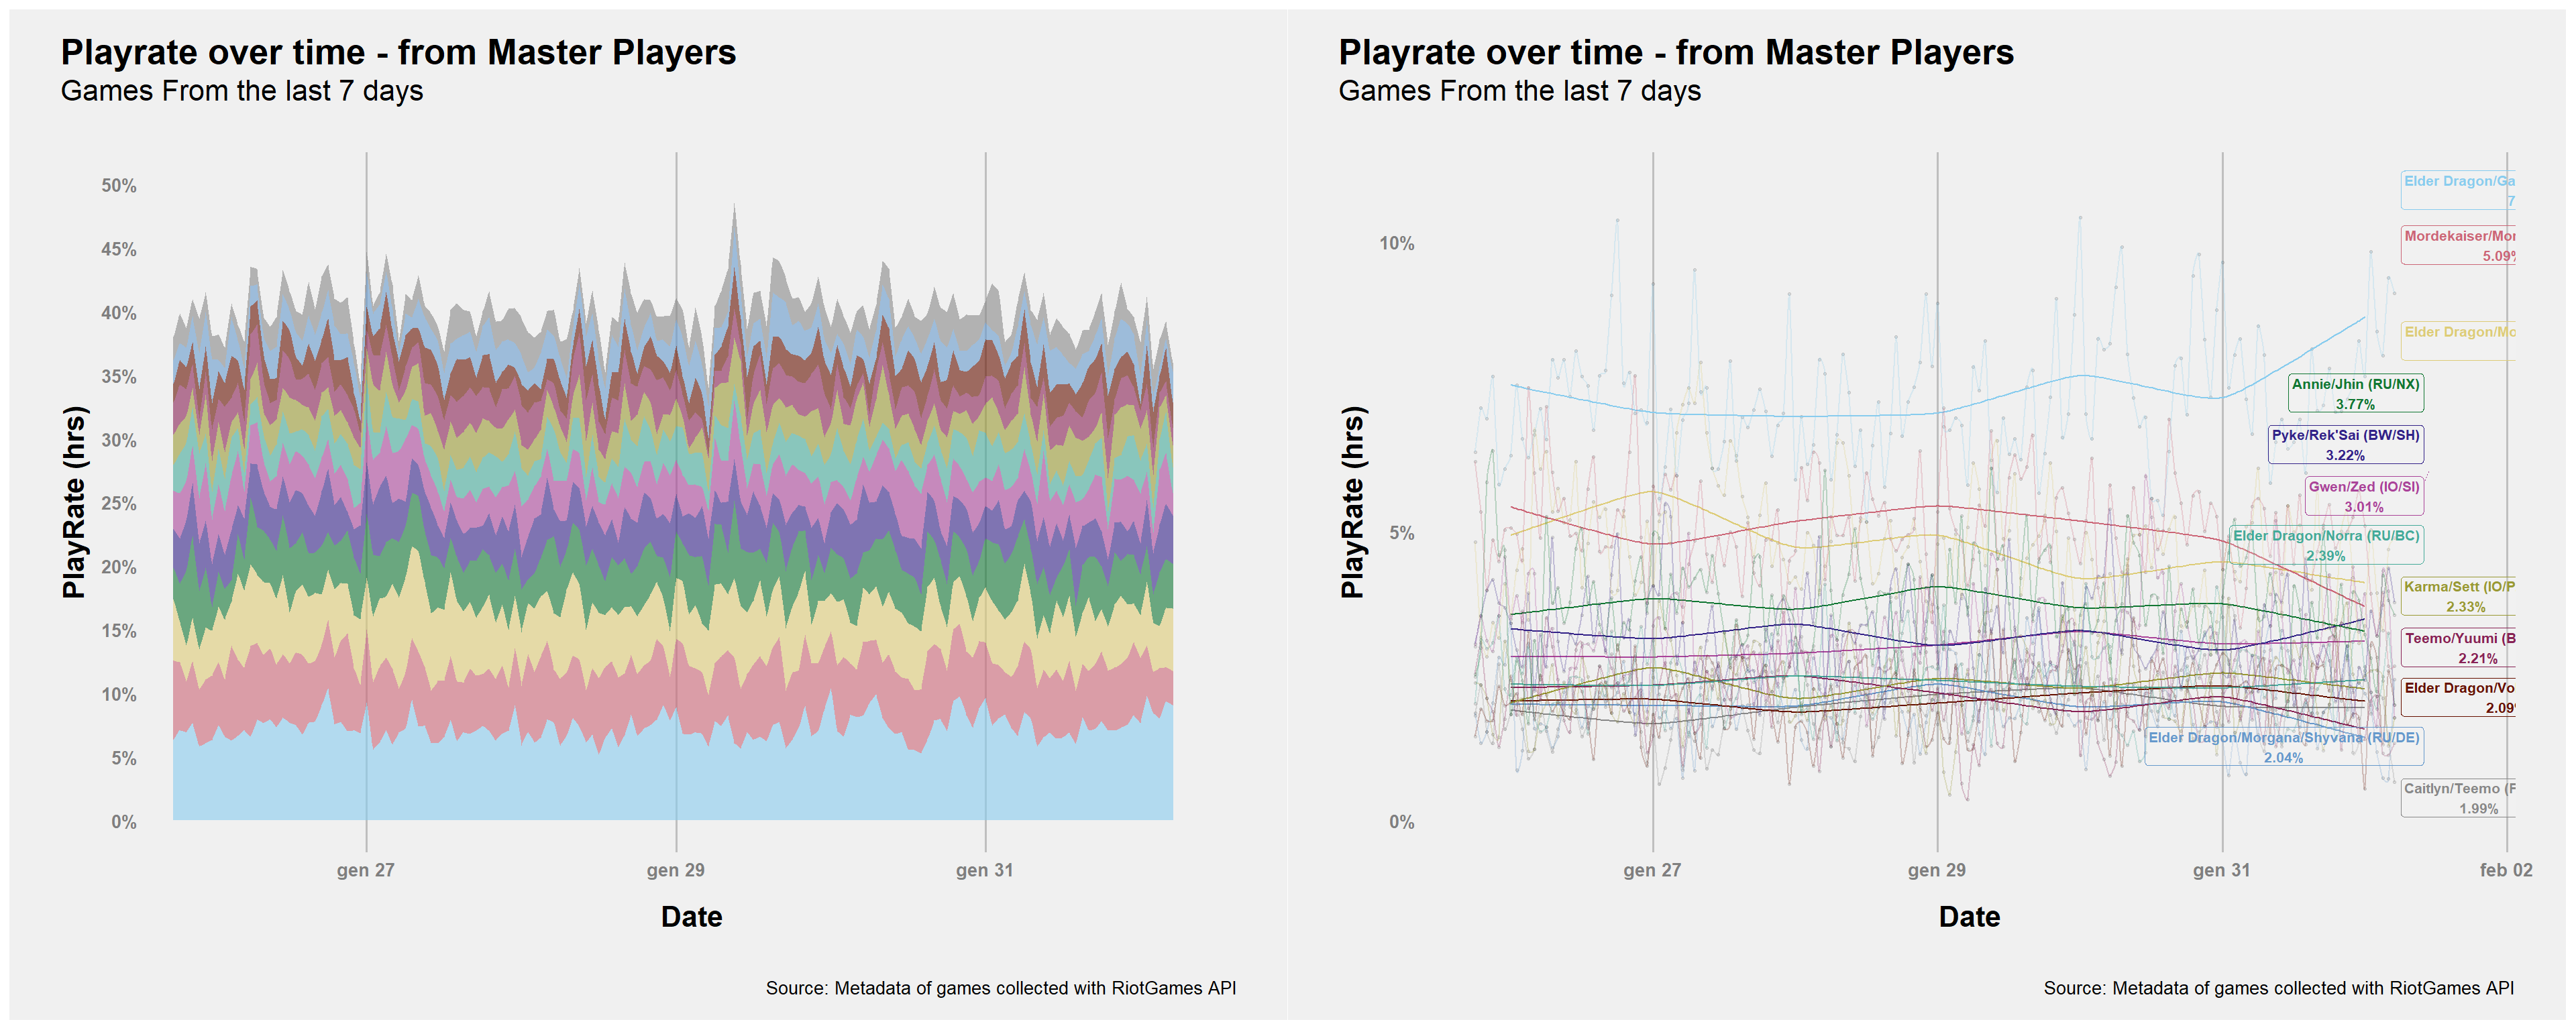 Playrate over time - from Master Players
Games From the last 7 days
50%
45%
40%
35%
30%
25%
20%
15%
10%
5%
0%
PlayRate (hrs)
gen 27
gen 29
gen 31
Date
Source: Metadata of games collected with RiotGames API
Playrate over time - from Master Players
Games From the last 7 days
10%
5%
0%
PlayRate (hrs)
Elder Dragon/Ga
7
Mordekaiser/Mor
5.09%
Elder Dragon/Mo
Annie/Jhin (RU/NX)
3.77%
Pyke/Rek'Sai (BW/SH)
3.22%
Gwen/Zed (IO/SI)
3.01%
Elder Dragon/Norra (RU/BC)
2.39%
Karma/Sett (IO/P
2.33%
Teemo/Yuumi (B
2.21%
Elder Dragon/Vo
2.09%
Elder Dragon/Morgana/Shyvana (RU/DE)
2.04%
Caitlyn/Teemo (P
1.99%
gen 27
gen 29
gen 31
feb 02
Date
Source: Metadata of games collected with RiotGames API